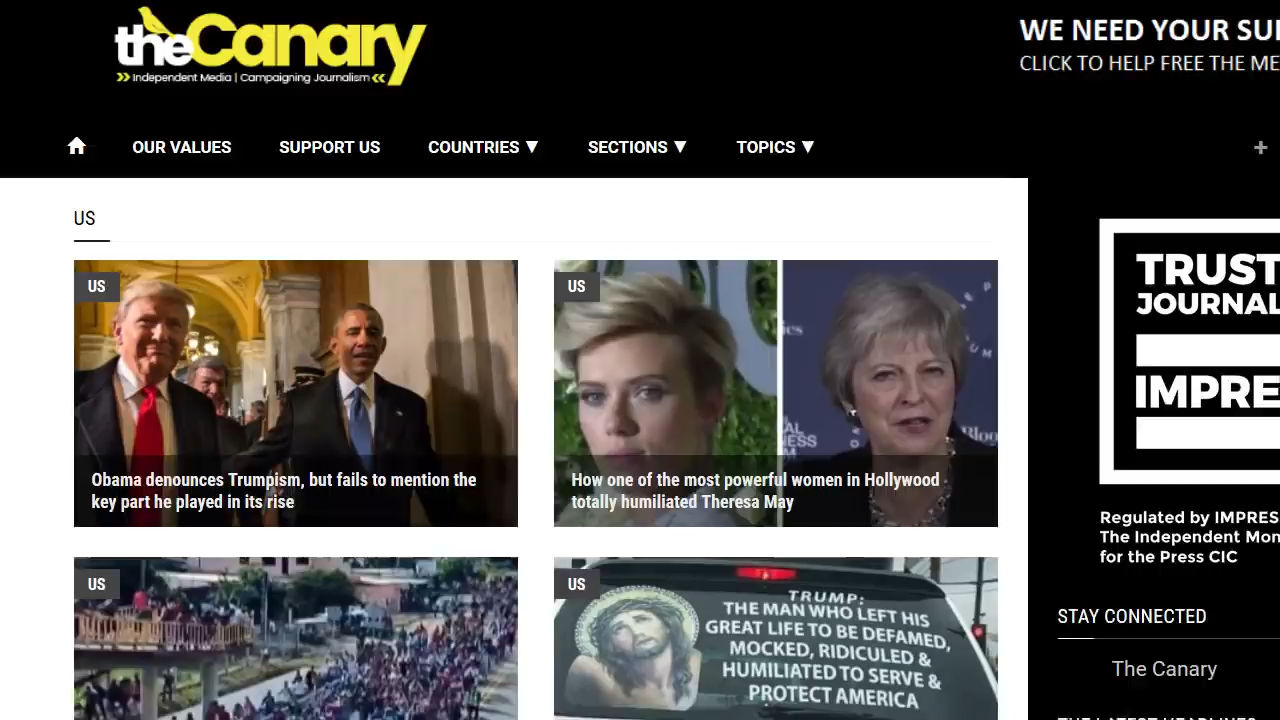 theCanary
Independent Media | Campaigning Journalism
WE NEED YOUR SU
CLICK TO HELP FREE THE ME
OUR VALUES
SUPPORT US
COUNTRIES ▼
SECTIONS ▼
TOPICS ▼
+
US
US
Obama denounces Trumpism, but fails to mention the
key part he played in its rise
US
How one of the most powerful women in Hollywood
totally humiliated Theresa May
US
US
TRUMP:
THE MAN WHO LEFT HIS
GREAT LIFE TO BE DEFAMED,
MOCKED, RIDICULED &
HUMILIATED TO SERVE &
PROTECT AMERICA
TRUST
JOURNAL
IMPRE
Regulated by IMPRES
The Independent Mon
for the Press CIC
STAY CONNECTED
The Canary